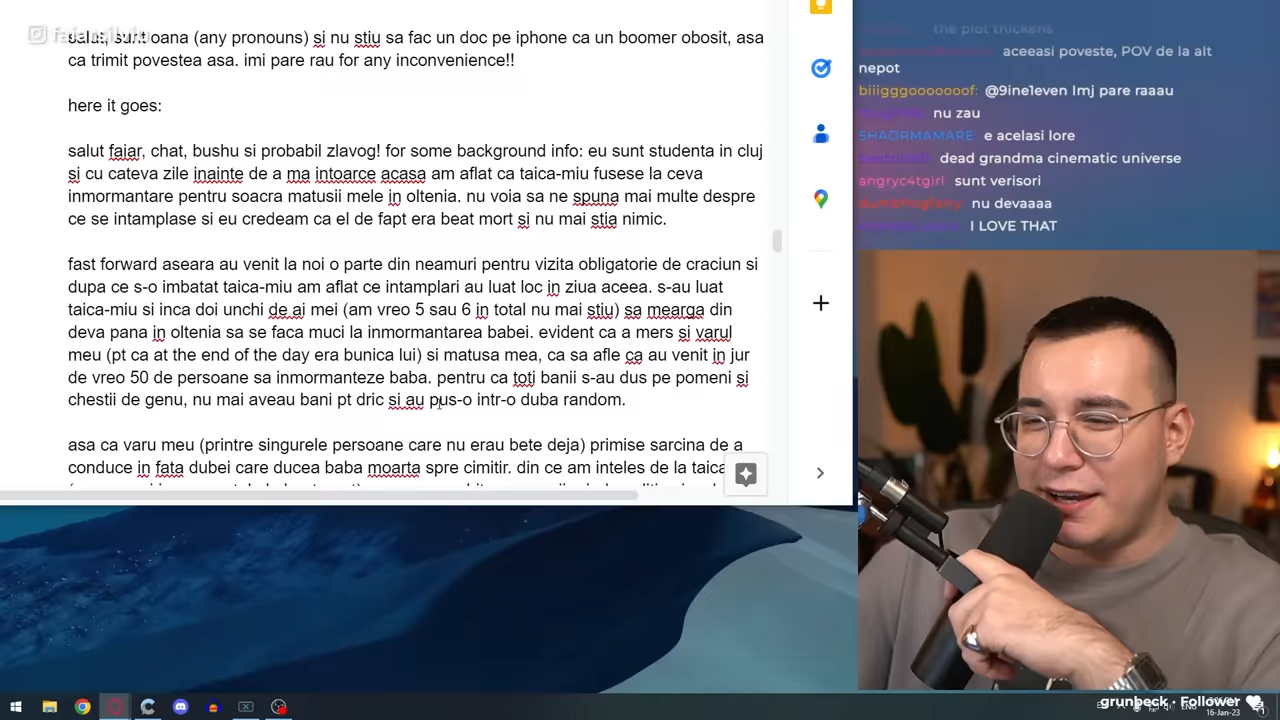 salut, sunt oana (any pronouns) si nu stiu sa fac un doc pe iphone ca un boomer obosit, asa
ca trimit povestea asa. imi pare rau for any inconvenience!!
here it goes:
salut faiar, chat, bushu si probabil zlavog! for some background info: eu sunt studenta in cluj
si cu cateva zile inainte de a ma intoarce acasa am aflat ca taica-miu fusese la ceva
inmormantare pentru soacra matusii mele in oltenia. nu voia sa ne spuna mai multe despre
ce se intamplase si eu credeam ca el de fapt era beat mort si nu mai stia nimic.
fast forward aseara au venit la noi o parte din neamuri pentru vizita obligatorie de craciun si
dupa ce s-o imbatat taica-miu am aflat ce intamplari au luat loc in ziua aceea. s-au luat
taica-miu si inca doi unchi de ai mei (am vreo 5 sau 6 in total nu mai stiu) sa mearga din
deva pana in oltenia sa se faca muci la inmormantarea babei. evident ca a mers si varul
meu (pt ca at the end of the day era bunica lui) si matusa mea, ca sa afle ca au venit in jur
de vreo 50 de persoane sa inmormanteze baba. pentru ca toti banii s-au dus pe pomeni si
chestii de genu, nu mai aveau bani pt dric si au pus-o intr-o duba random.
asa ca varu meu (printre singurele persoane care nu erau bete deja) primise sarcina de a
conduce in fata dubei care ducea baba moarta spre cimitir. din ce am inteles de la taica
the plot thickens
aceeasi poveste, POV de la alt
nepot
biiigggooooooof: @9ine1even Imj pare raaau
nu zau
SHAORMAMARE: e acelasi lore
dead grandma cinematic universe
angryc4tgirl: sunt verisori
dumbfrogfairy: nu devaaaa
I LOVE THAT
grunbeck - Follower
16-Jan-23